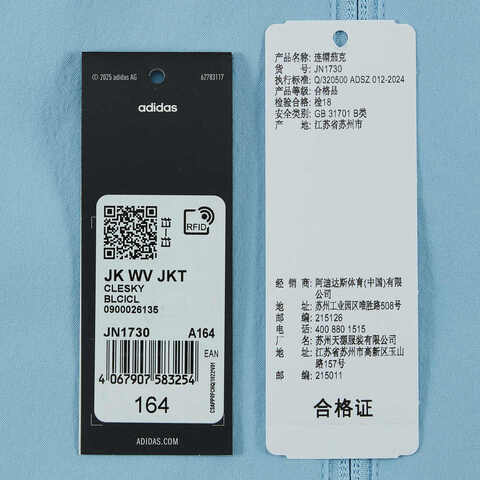 © 2025 adidas AG
62783117
adidas
RFID
JK WV JKT
CLESKY
BLCICL
0900026135
JN1730
A164
EAN
4 067907 583254
164
ADIDAS.COM
产品名称: 连帽茄克
货 号: JN1730
执行标准: Q/320500 ADSZ 012-2024
产品等级: 合格品
检验合格: 检18
安全类别: GB 31701 B类
产 地: 江苏省苏州市
经 销 商: 阿迪达斯体育(中国)有限
公司
地 址: 苏州工业园区唯胜路508号
邮 编: 215126
电 话: 400 880 1515
厂 名: 苏州天源服装有限公司
地 址: 江苏省苏州市高新区玉山
路157号
邮 编: 215011
合格证